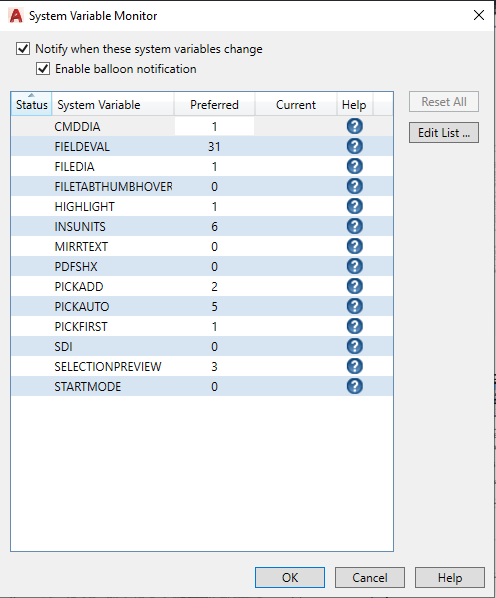 System Variable Monitor
Notify when these system variables change
Enable balloon notification
Status System Variable Preferred Current Help
Reset All
CMDDIA 1
Edit List ...
FIELDEVAL 31
FILEDIA 1
FILETABTHUMBHOVER 0
HIGHLIGHT 1
INSUNITS 6
MIRRTEXT 0
PDFSHX 0
PICKADD 2
PICKAUTO 5
PICKFIRST 1
SDI 0
SELECTIONPREVIEW 3
STARTMODE 0
OK Cancel Help